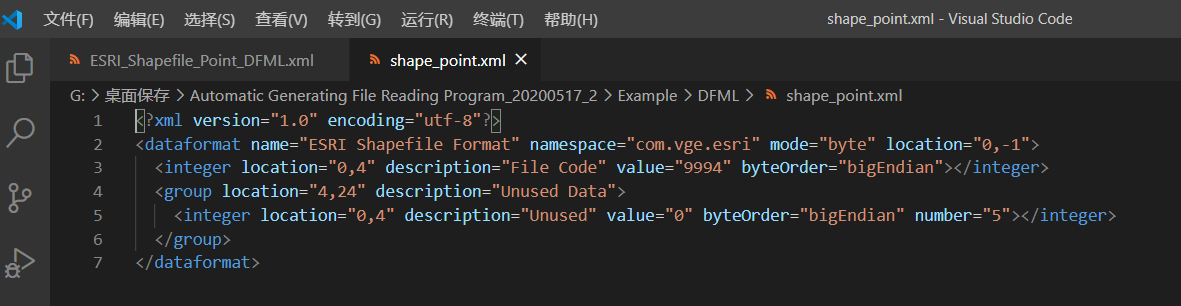 文件(F) 编辑(E) 选择(S) 查看(V) 转到(G) 运行(R) 终端(T) 帮助(H) shape_point.xml - Visual Studio Code
ESRI_Shapefile_Point_DFML.xml shape_point.xml
G: > 桌面保存 > Automatic Generating File Reading Program_20200517_2 > Example > DFML > shape_point.xml
1 <?xml version="1.0" encoding="utf-8"?>
2 <dataformat name="ESRI Shapefile Format" namespace="com.vge.esri" mode="byte" location="0,-1">
3 <integer location="0,4" description="File Code" value="9994" byteOrder="bigEndian"></integer>
4 <group location="4,24" description="Unused Data">
5 <integer location="0,4" description="Unused" value="0" byteOrder="bigEndian" number="5"></integer>
6 </group>
7 </dataformat>